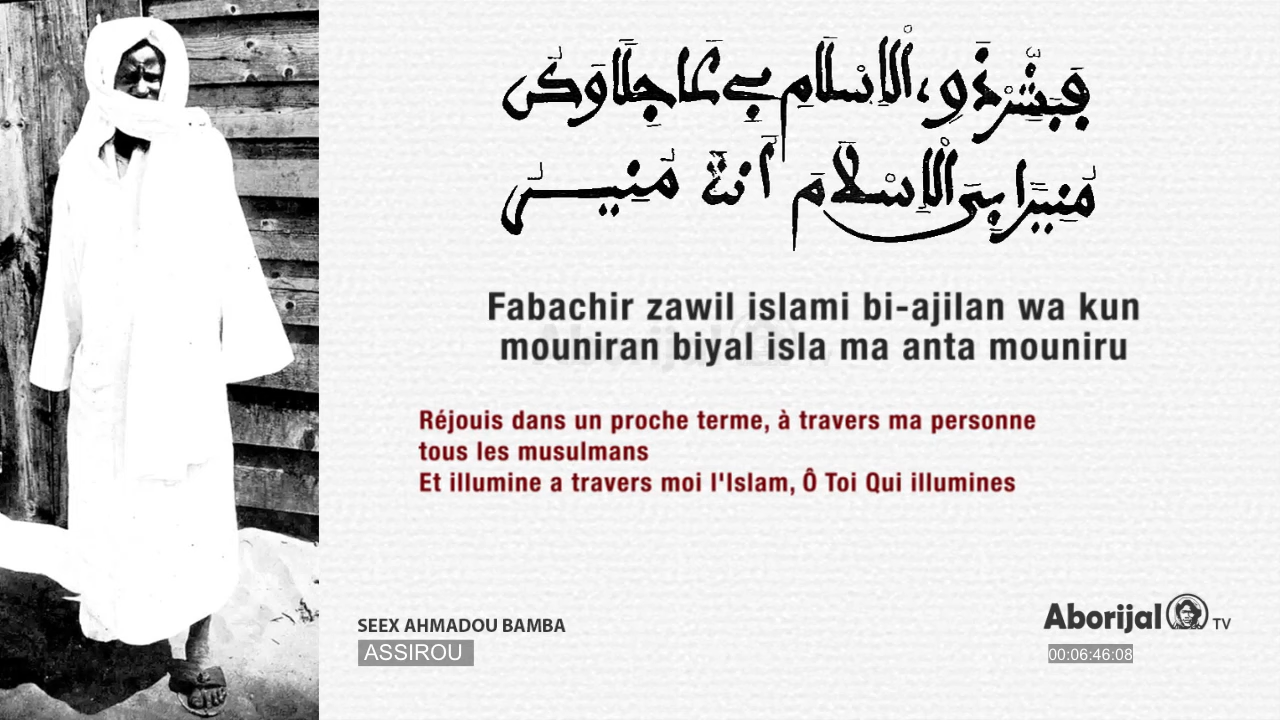 فَبَشِّرْ ذَوِي الْاِسْلَامِ بِي عَاجِلًا وَكُن
مُنِيرًا بِيَ الْاِسْلَامَ أَنْتَ مُنِيرُ
Fabachir zawil islami bi-ajilan wa kun
mouniran biyal isla ma anta mouniru
Réjouis dans un proche terme, à travers ma personne
tous les musulmans
Et illumine a travers moi l'Islam, Ô Toi Qui illumines
SEEX AHMADOU BAMBA
ASSIROU
Aborijal TV
00:06:46:08